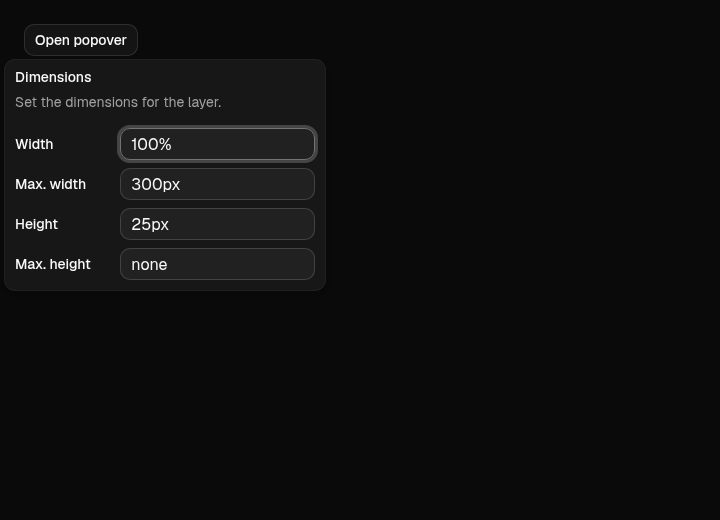 Open popover
Dimensions
Set the dimensions for the layer.
Width 100%
Max. width 300px
Height 25px
Max. height none